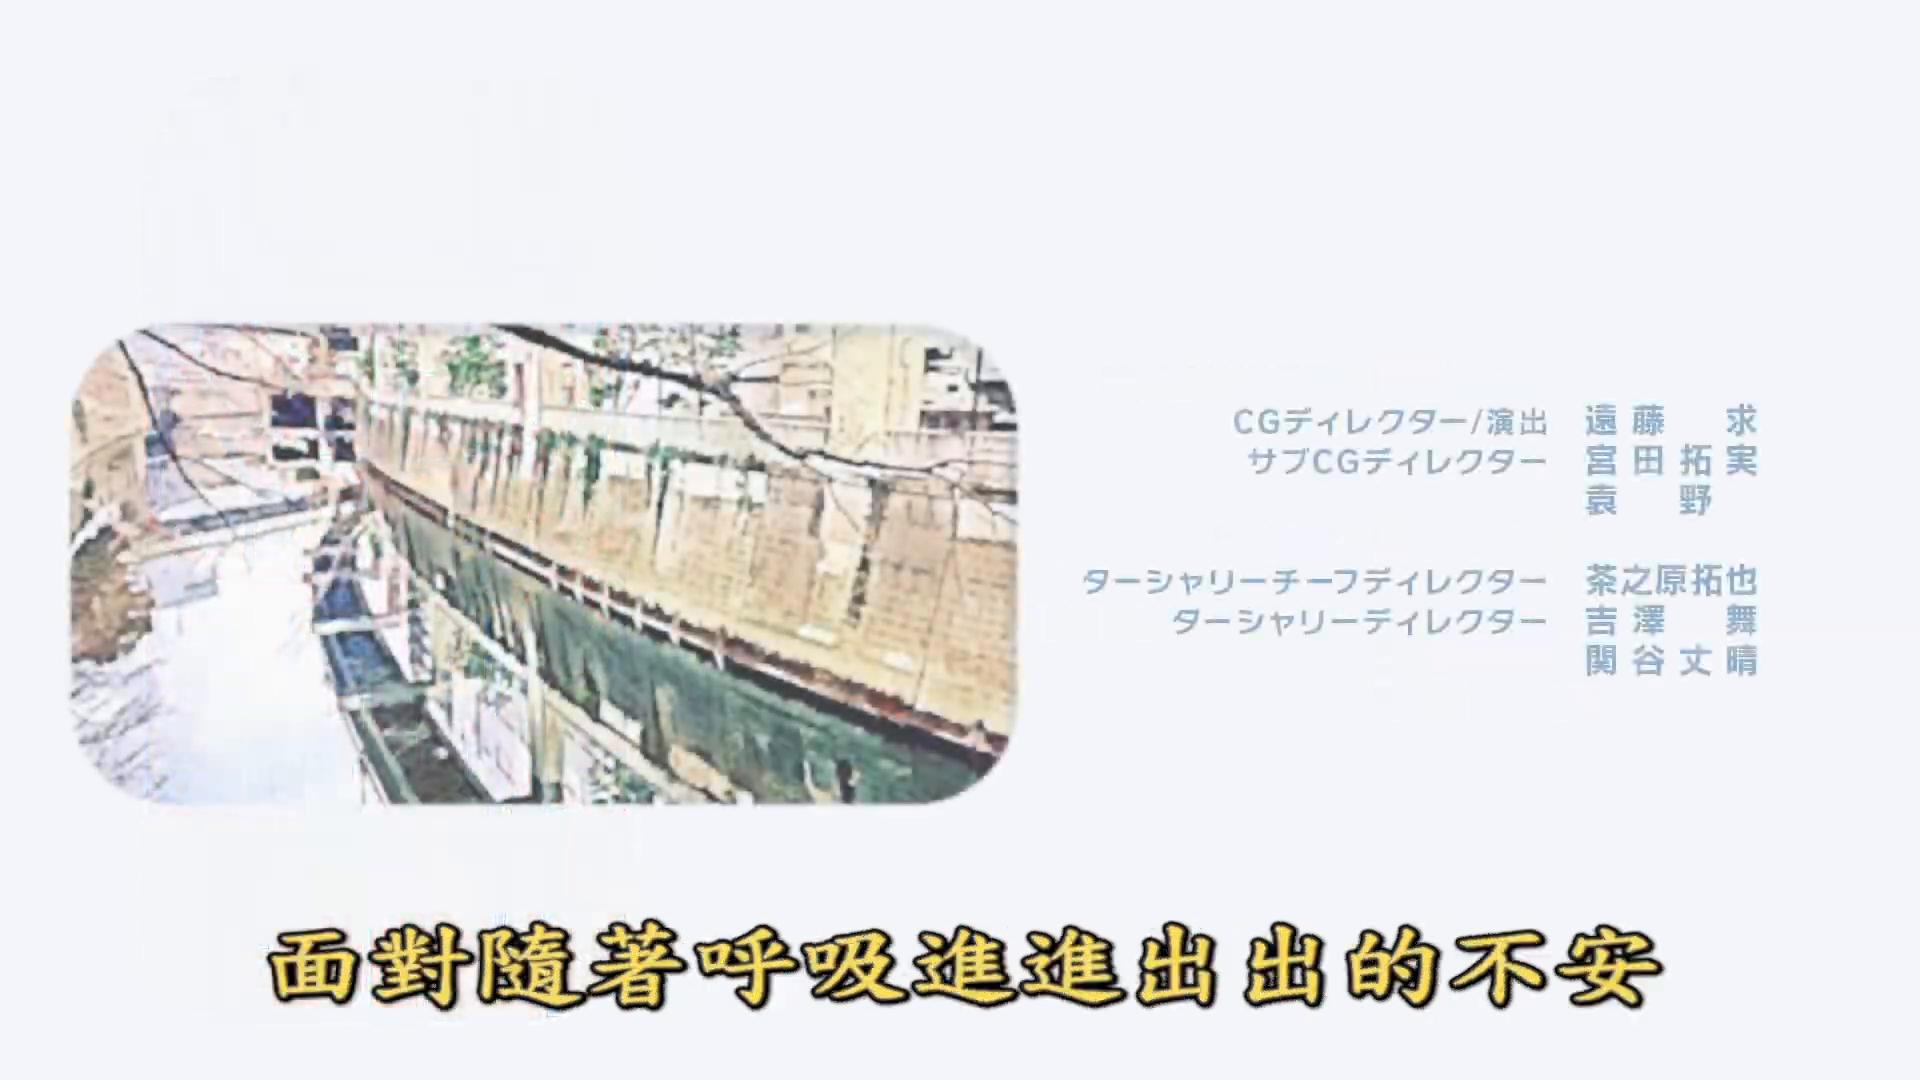 CGディレクター/演出 遠藤 求
サブCGディレクター 宮田拓実
袁 野
ターシャリーチーフディレクター 茶之原拓也
ターシャリーディレクター 吉澤 舞
関谷丈晴
面對隨著呼吸進進出出的不安